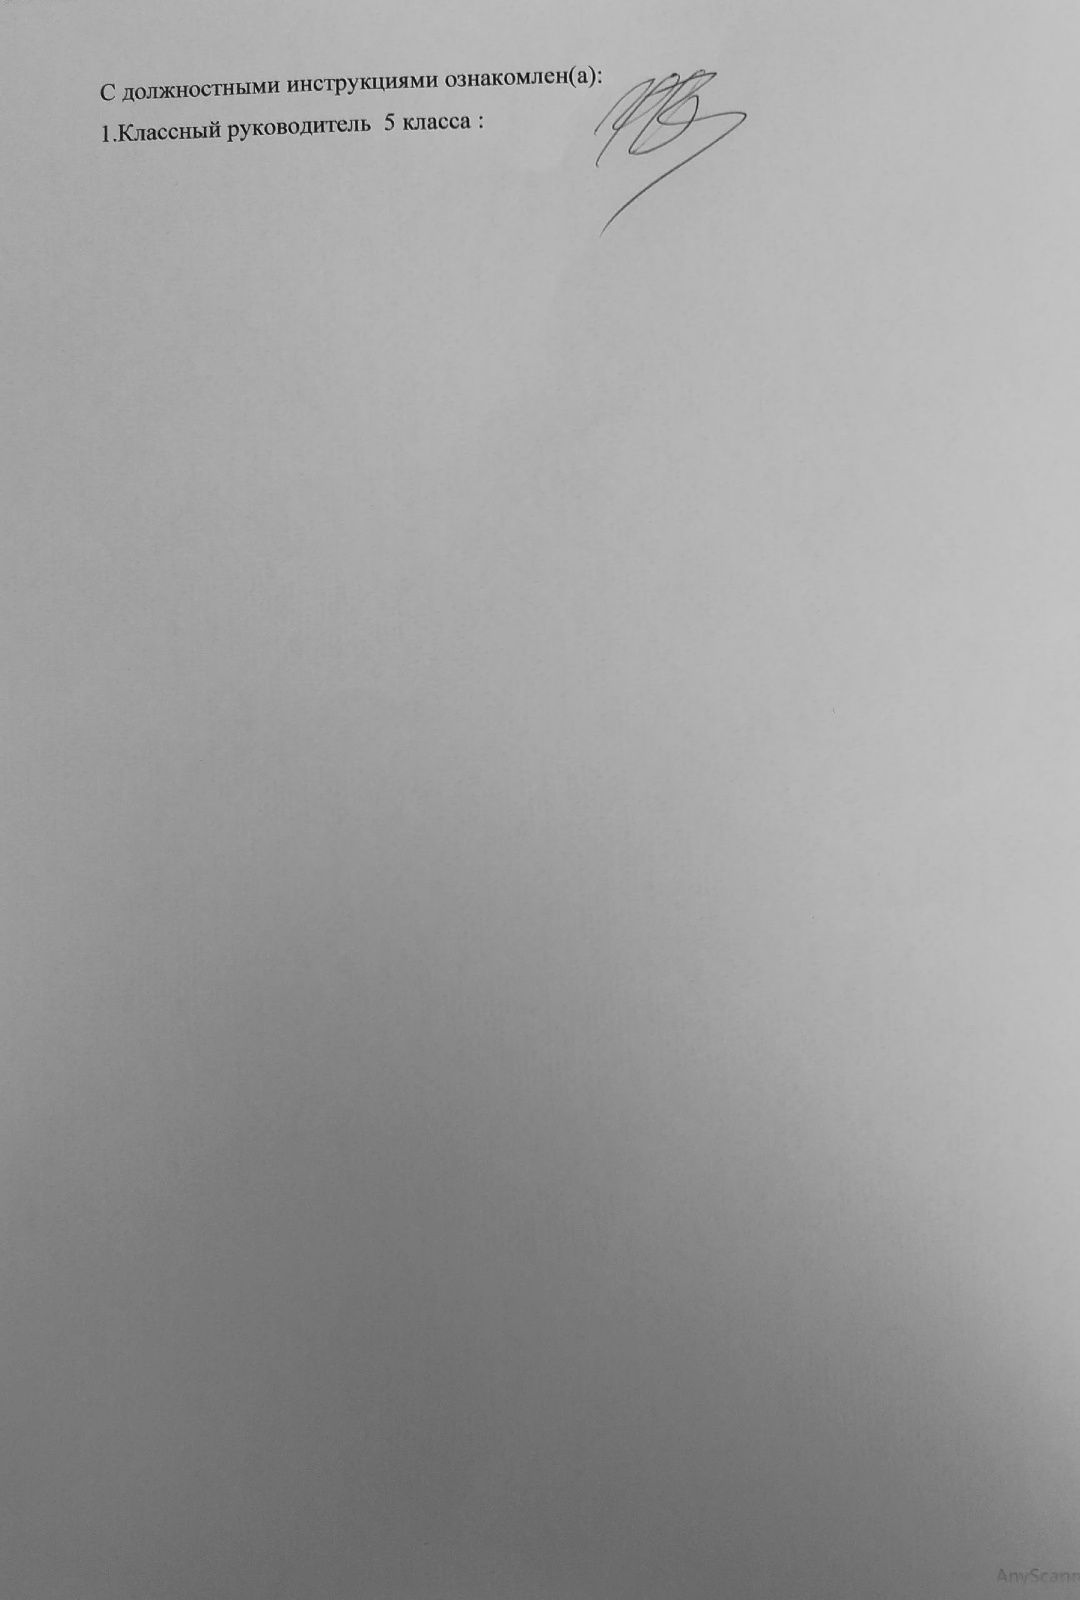 С должностными инструкциями ознакомлен(а):
1.Классный руководитель 5 класса :